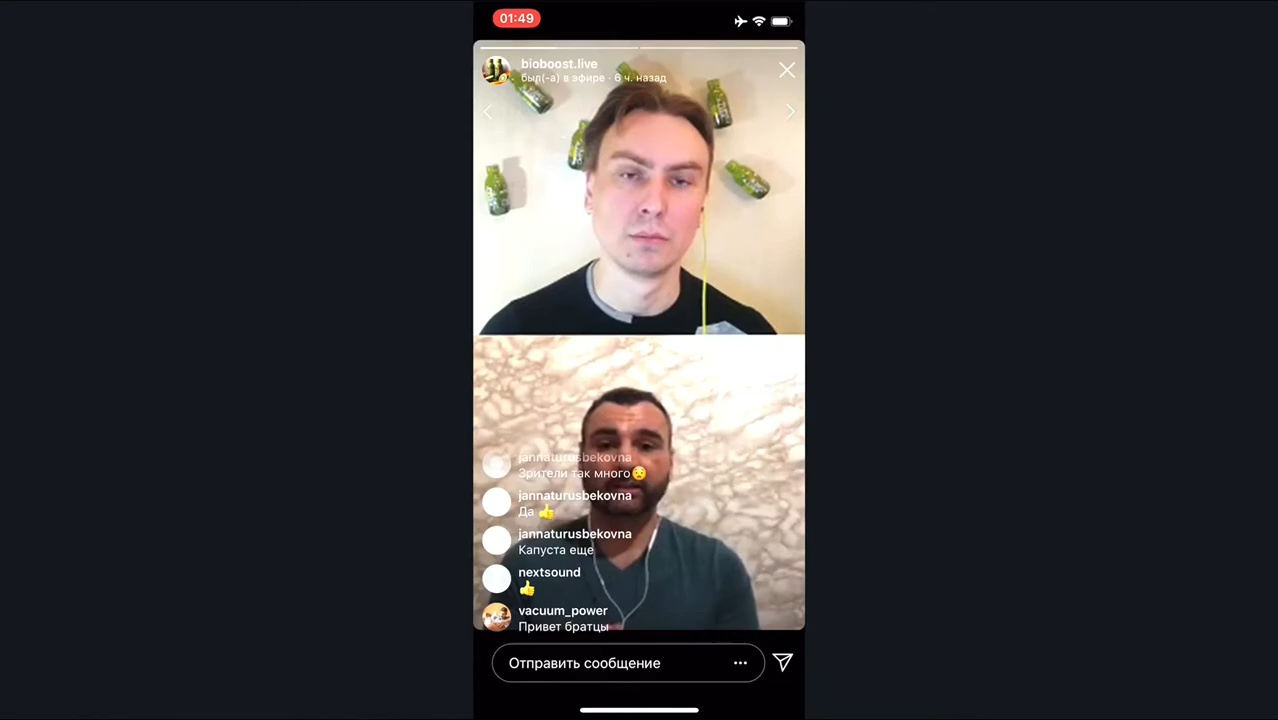 01:49
bioboost.live
был(-а) в эфире · 6 ч. назад
jannaturusbekovna
Зрители так много😟
jannaturusbekovna
Да 👍
jannaturusbekovna
Капуста еще
nextsound
👍
vacuum_power
Привет братцы
Отправить сообщение